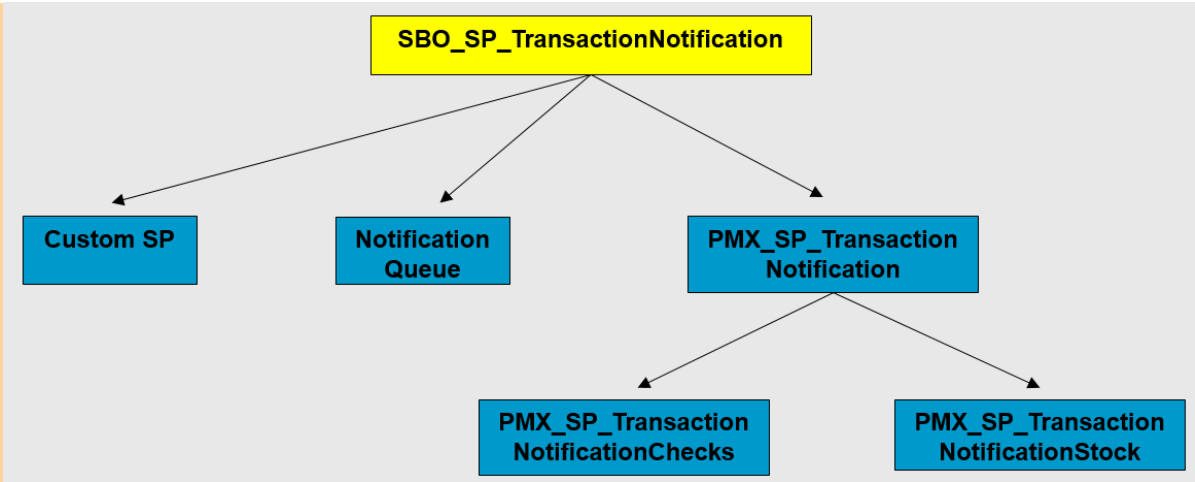 SBO_SP_TransactionNotification
Custom SP
Notification
Queue
PMX_SP_Transaction
Notification
PMX_SP_Transaction
NotificationChecks
PMX_SP_Transaction
NotificationStock